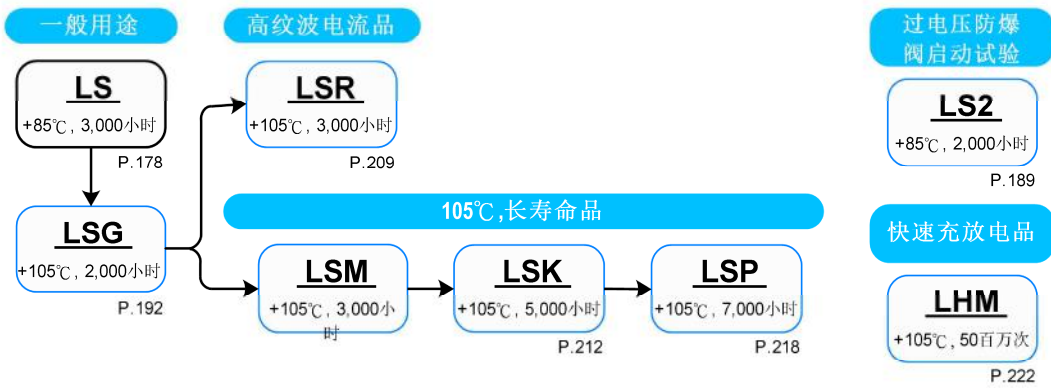 一般用途
LS
+85℃, 3,000小时
P.178
LSG
+105℃, 2,000小时
P.192
高纹波电流品
LSR
+105℃, 3,000小时
P.209
105℃,长寿命品
LSM
+105℃, 3,000小
时
LSK
+105℃, 5,000小时
P.212
LSP
+105℃, 7,000小时
P.218
过电压防爆
阀启动试验
LS2
+85℃, 2,000小时
P.189
快速充放电品
LHM
+105℃, 50百万次
P.222